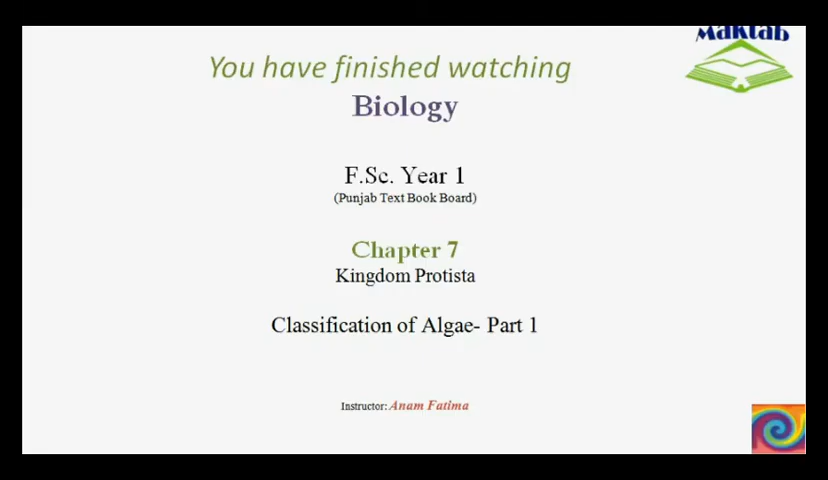 Maktab
You have finished watching
Biology
F.Sc. Year 1
(Punjab Text Book Board)
Chapter 7
Kingdom Protista
Classification of Algae- Part 1
Instructor: Anam Fatima